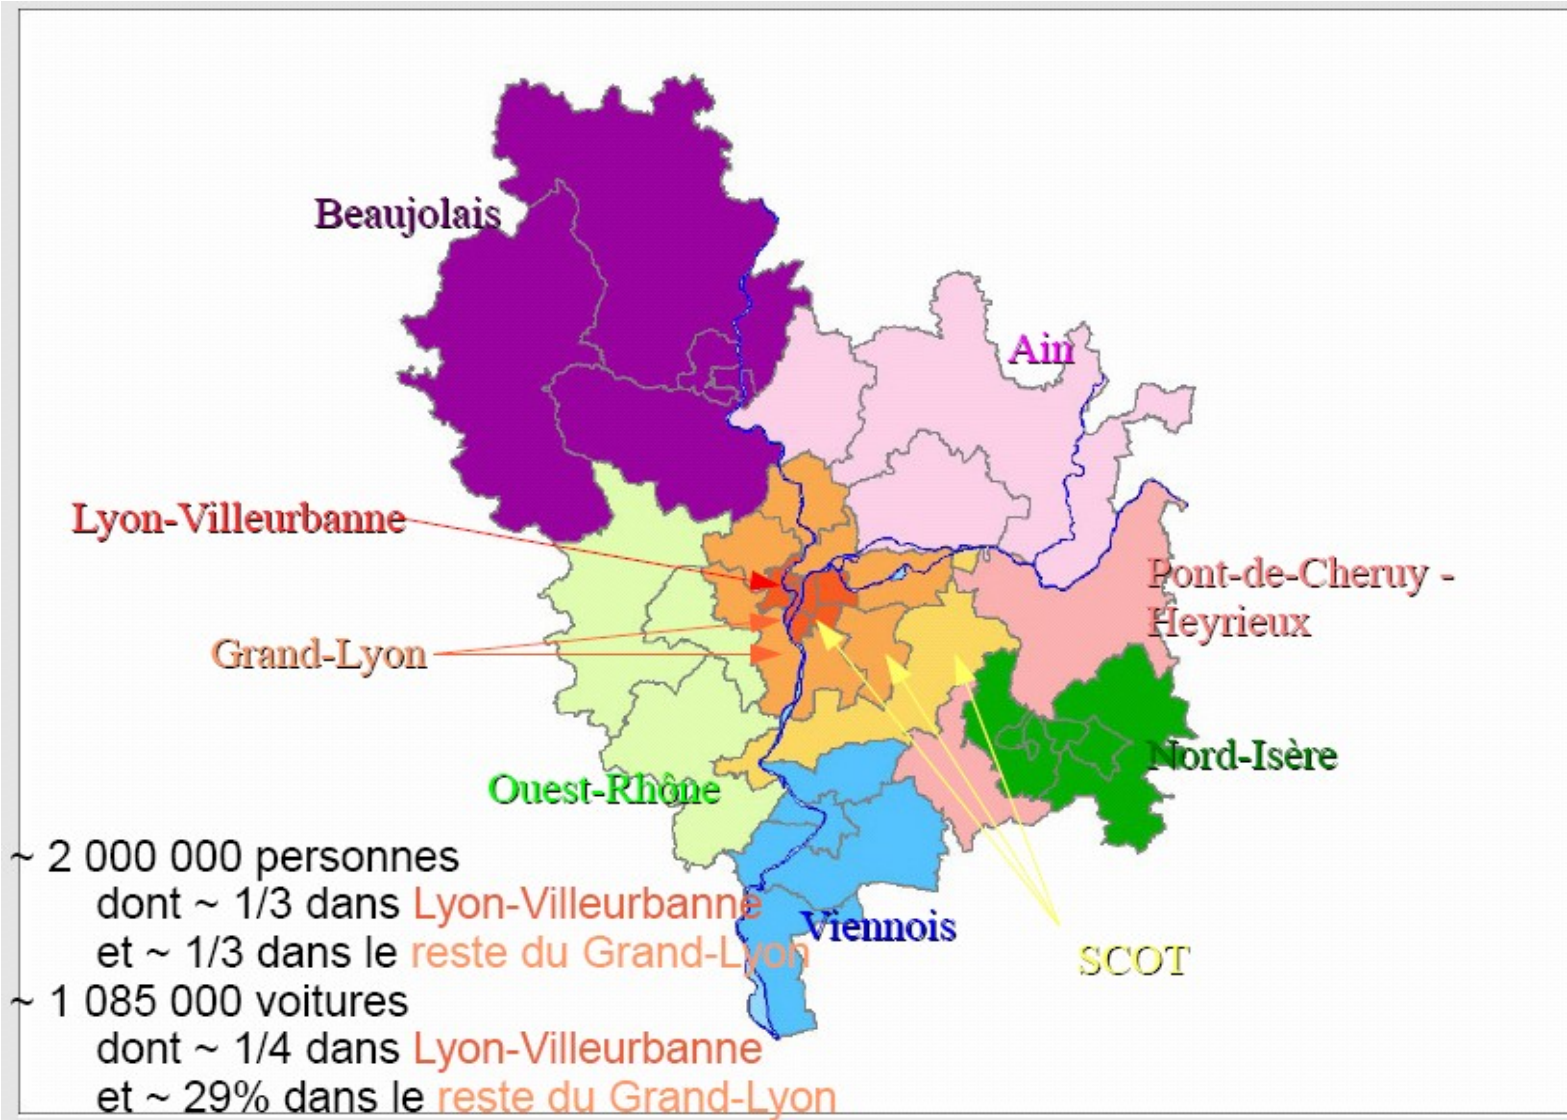 Beaujolais
Ain
Lyon-Villeurbanne
Pont-de-Cheruy -
Heyrieux
Grand-Lyon
Nord-Isère
Ouest-Rhône
Viennois
SCOT
~ 2 000 000 personnes
dont ~ 1/3 dans Lyon-Villeurbanne
et ~ 1/3 dans le reste du Grand-Lyon
~ 1 085 000 voitures
dont ~ 1/4 dans Lyon-Villeurbanne
et ~ 29% dans le reste du Grand-Lyon